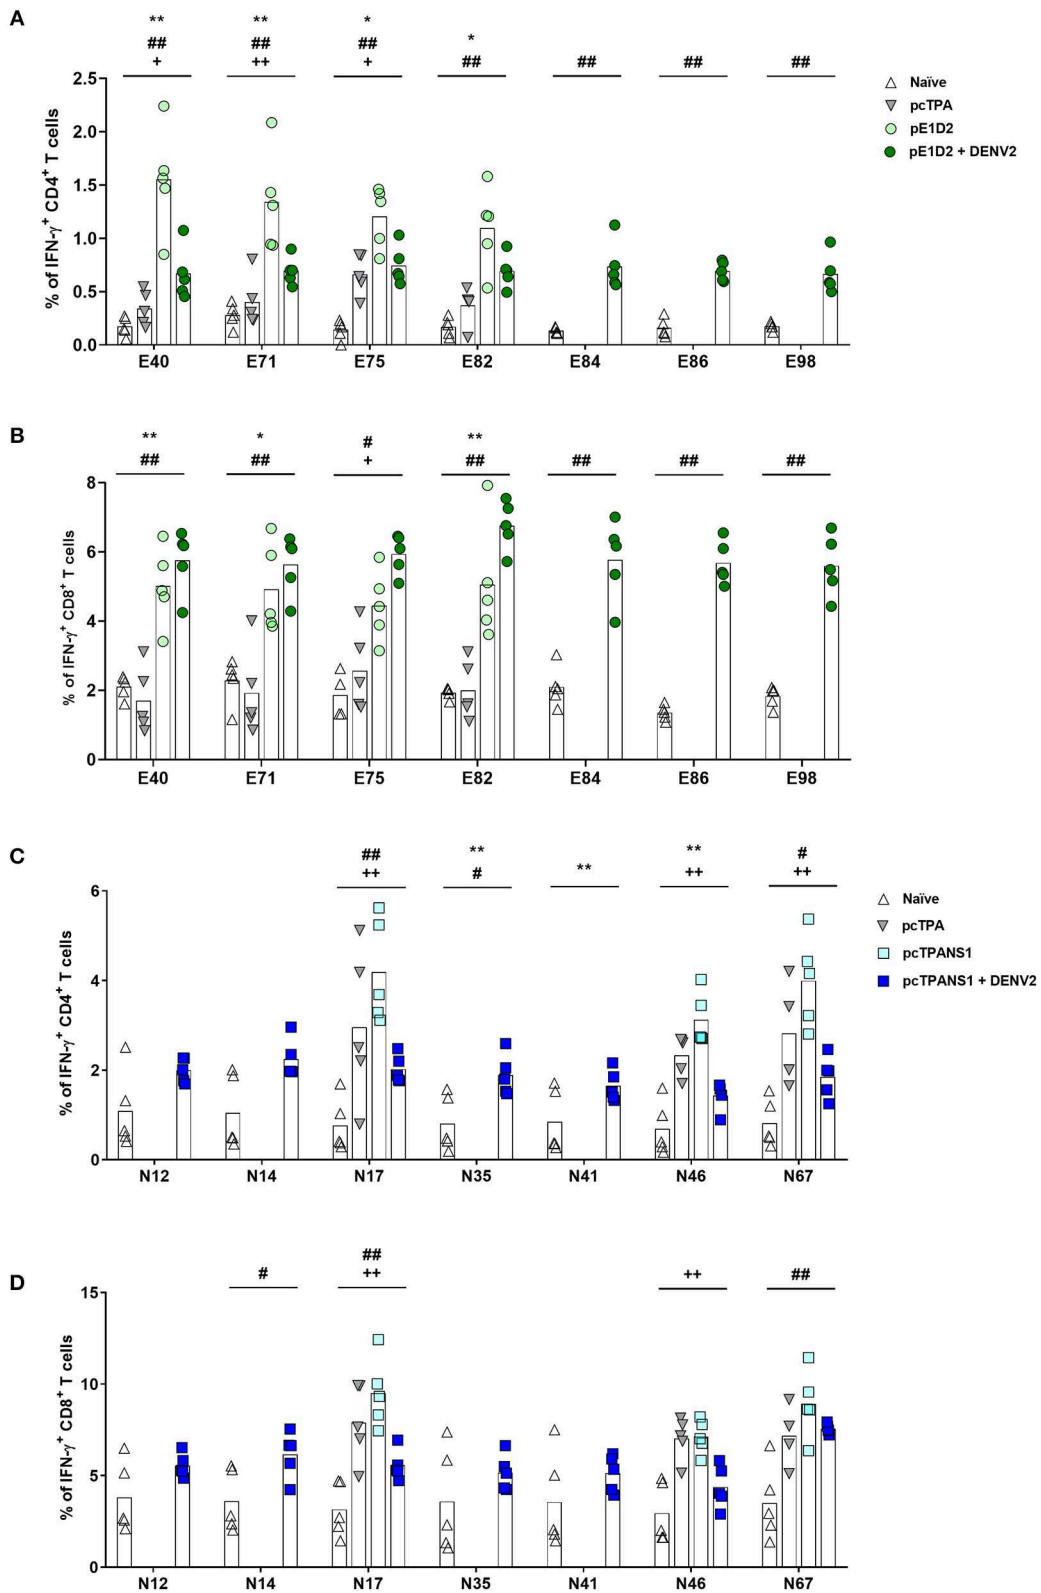 A
** ** *
## ## ## *
+ ++ + ## ## ## ##
% of IFN-γ+ CD4+ T cells
2.5
2.0
1.5
1.0
0.5
0.0
E40 E71 E75 E82 E84 E86 E98
Naïve
pcTPA
pE1D2
pE1D2 + DENV2
B
** * # **
## ## + ## ## ## ##
% of IFN-γ+ CD8+ T cells
8
6
4
2
0
E40 E71 E75 E82 E84 E86 E98
C
## ** ** #
++ # ** ++ ++
% of IFN-γ+ CD4+ T cells
6
4
2
0
N12 N14 N17 N35 N41 N46 N67
Naïve
pcTPA
pcTPANS1
pcTPANS1 + DENV2
D
##
# ++ ++ ##
% of IFN-γ+ CD8+ T cells
15
10
5
0
N12 N14 N17 N35 N41 N46 N67